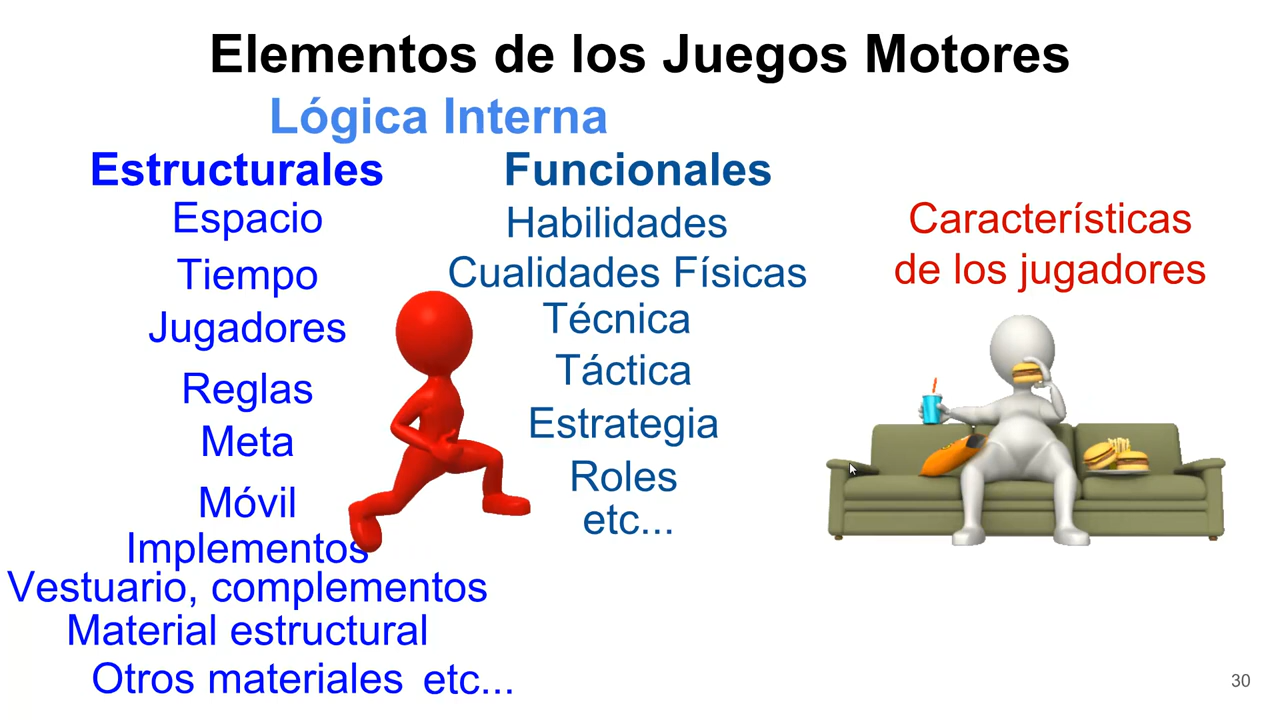 Elementos de los Juegos Motores
Lógica Interna
Estructurales
Espacio
Tiempo
Jugadores
Reglas
Meta
Móvil
Implementos
Vestuario, complementos
Material estructural
Otros materiales etc...
Funcionales
Habilidades
Cualidades Físicas
Técnica
Táctica
Estrategia
Roles
etc...
Características
de los jugadores
30